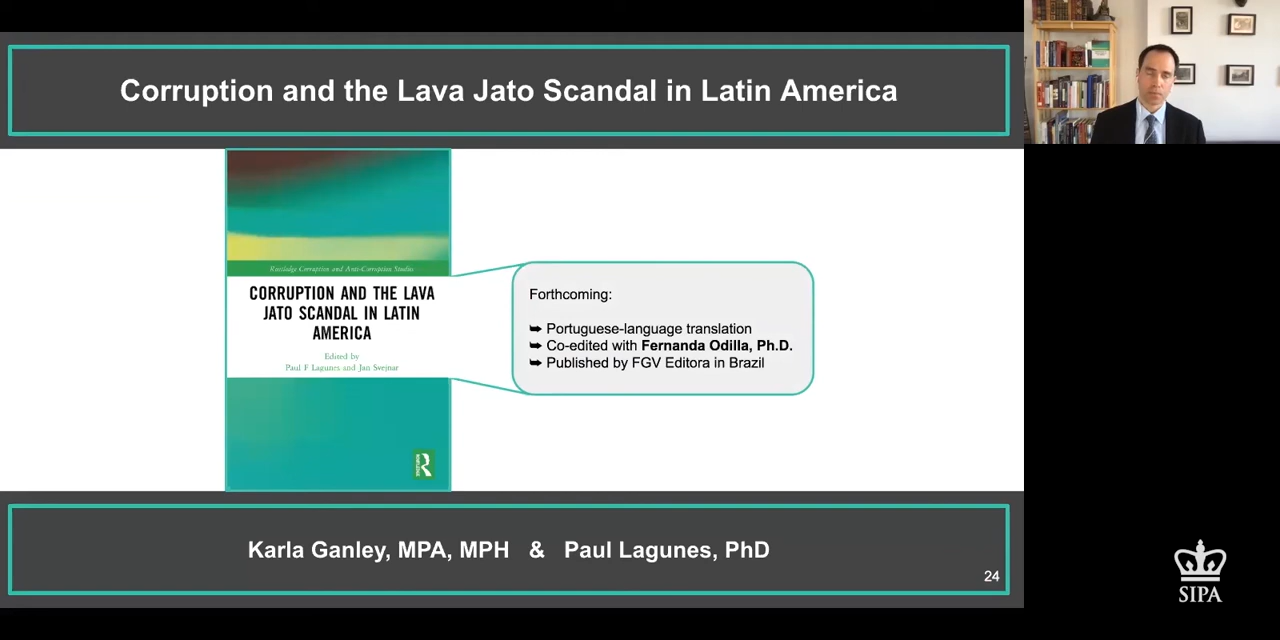 Corruption and the Lava Jato Scandal in Latin America
Routledge Corruption and Anti-Corruption Studies
CORRUPTION AND THE LAVA
JATO SCANDAL IN LATIN
AMERICA
Edited by
Paul F Lagunes and Jan Svejnar
R
ROUTLEDGE
Forthcoming:
➥ Portuguese-language translation
➥ Co-edited with Fernanda Odilla, Ph.D.
➥ Published by FGV Editora in Brazil
Karla Ganley, MPA, MPH & Paul Lagunes, PhD
24
SIPA